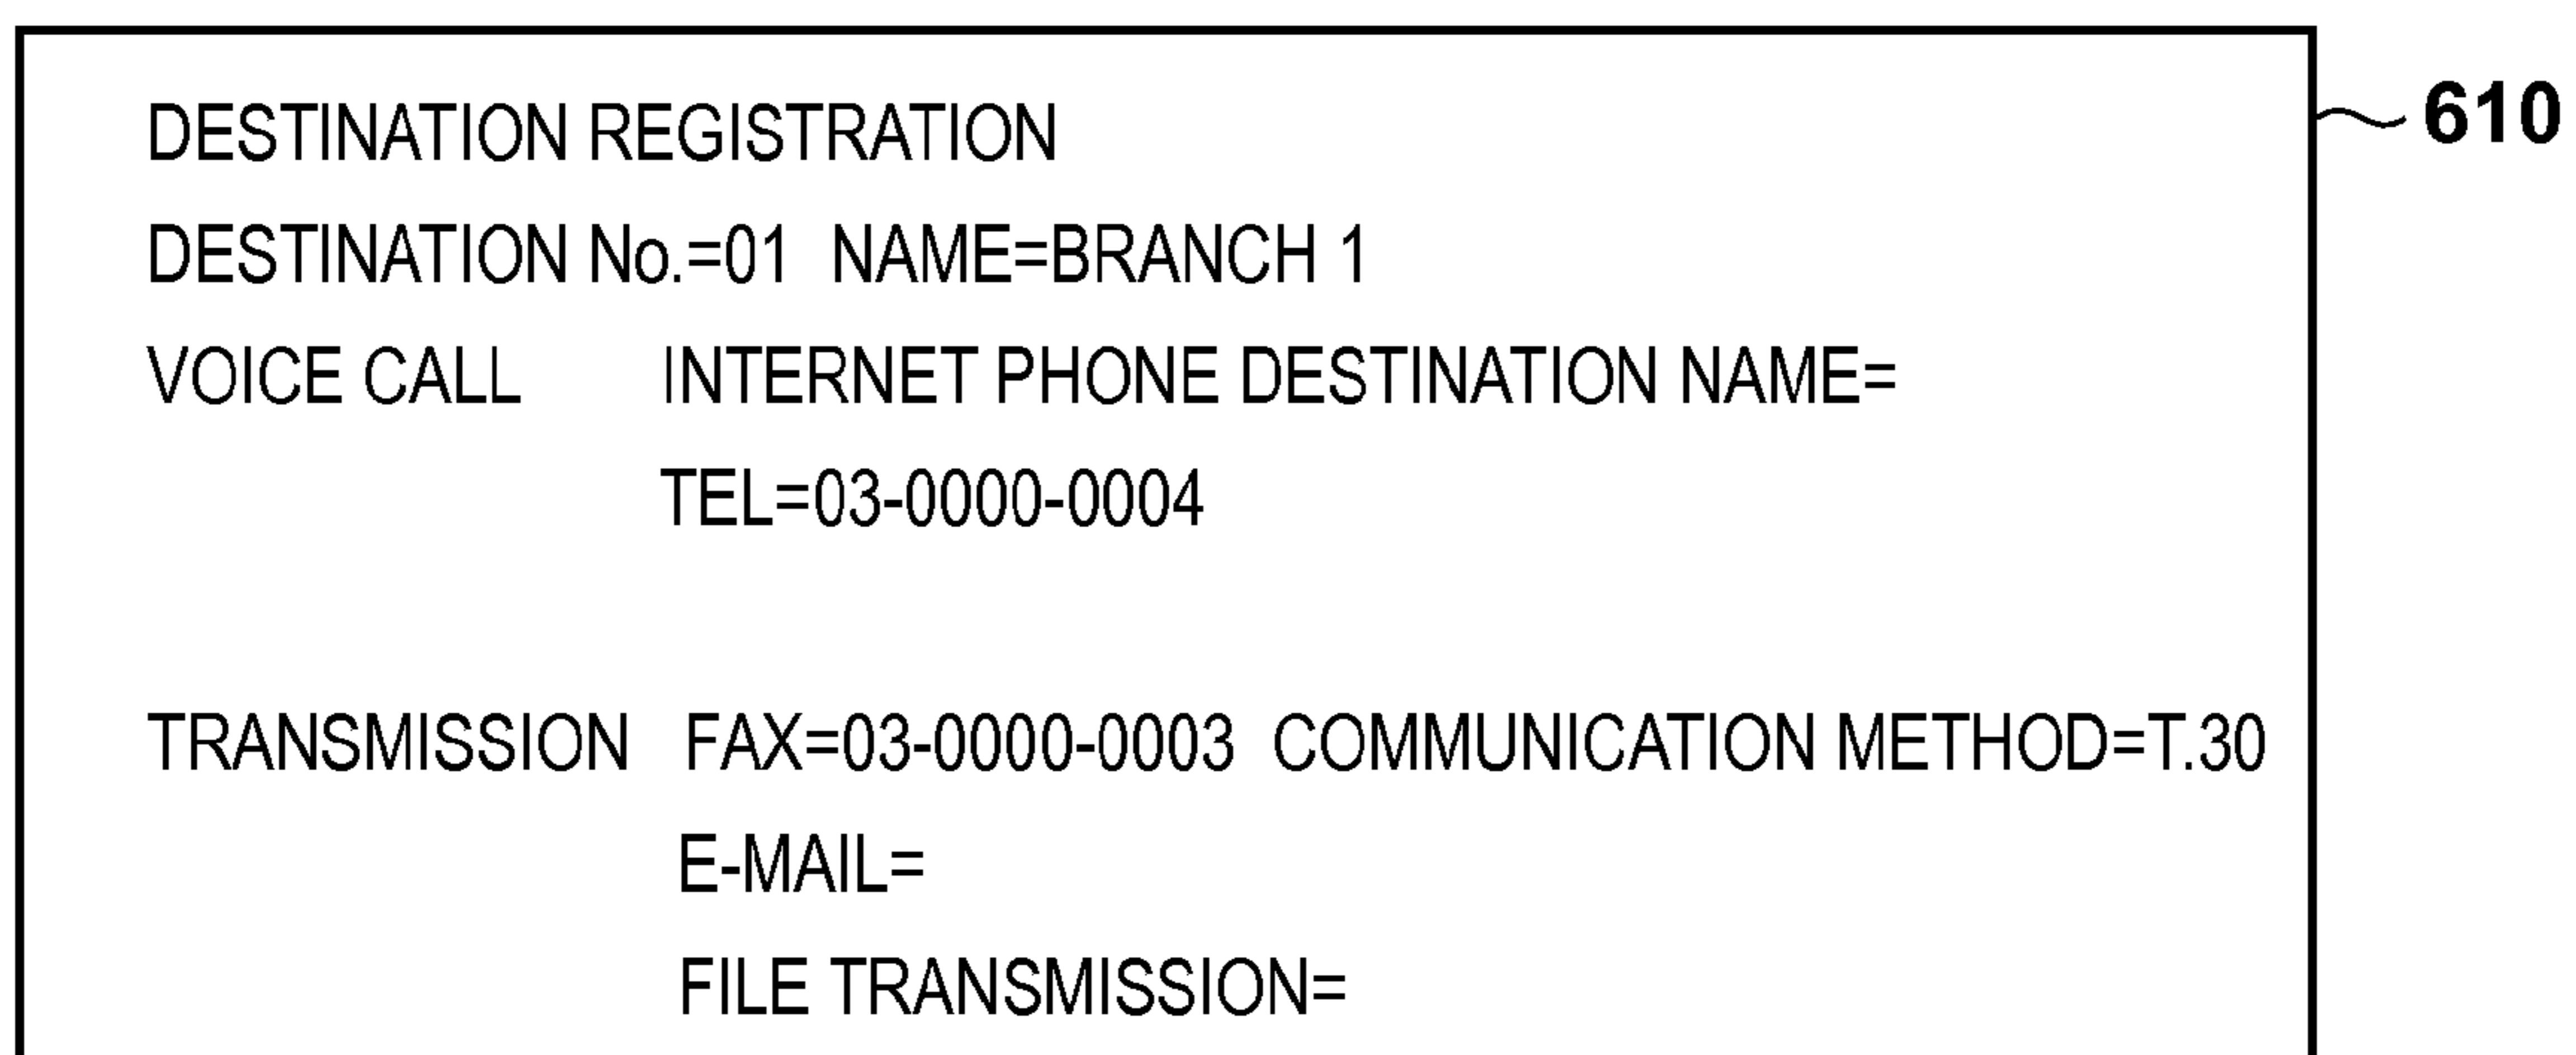 DESTINATION REGISTRATION
610
DESTINATION No.=01 NAME=BRANCH 1
VOICE CALL INTERNET PHONE DESTINATION NAME=
TEL=03-0000-0004
TRANSMISSION FAX=03-0000-0003 COMMUNICATION METHOD=T.30
E-MAIL=
FILE TRANSMISSION=